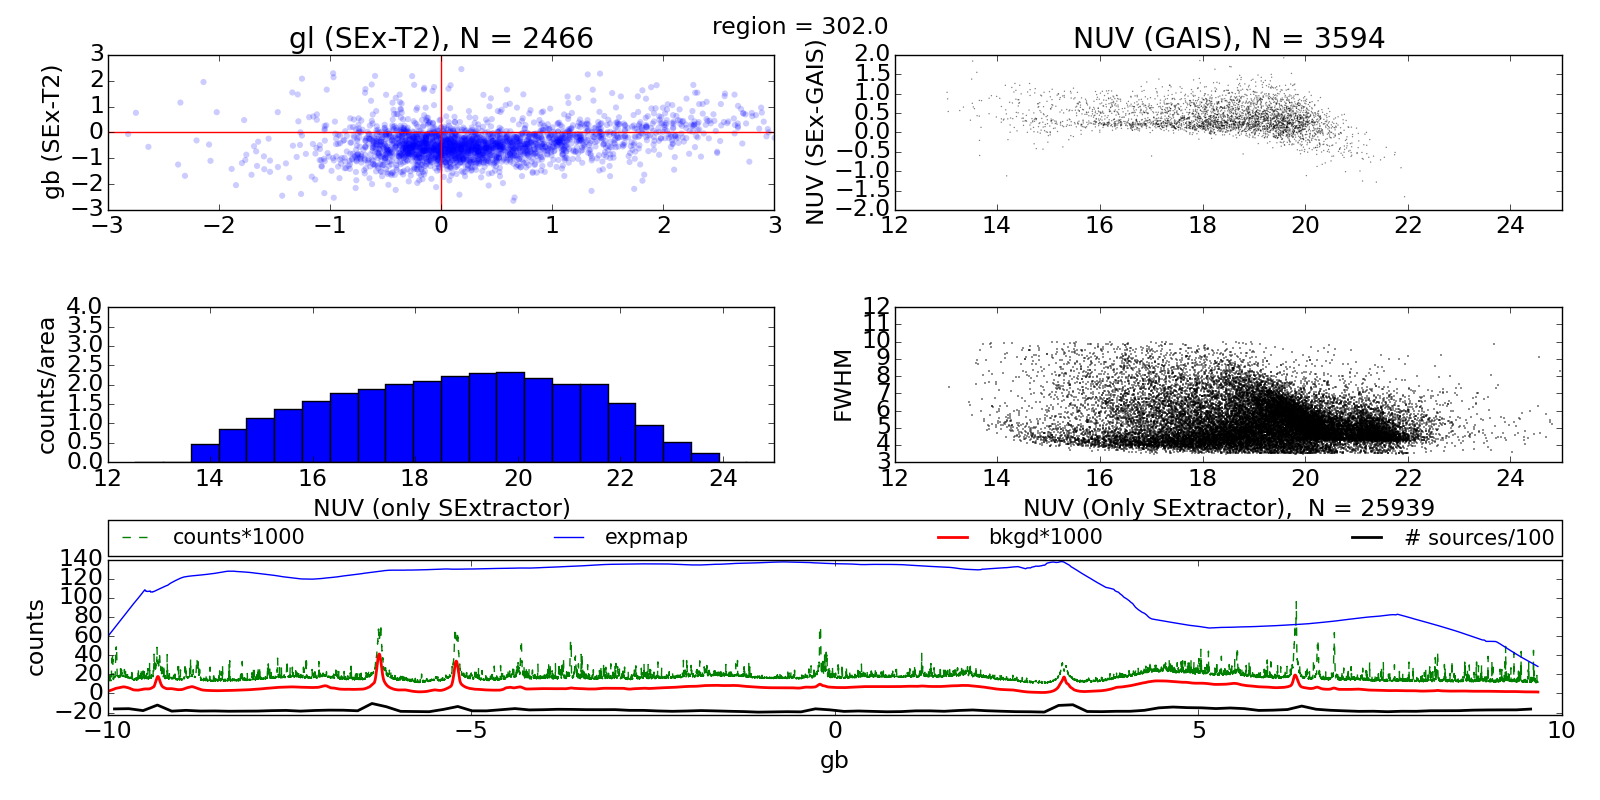 region = 302.0
gl (SEx-T2), N = 2466
NUV (GAIS), N = 3594
gb (SEx-T2)
3
2
1
0
−1
−2
−3
−3 −2 −1 0 1 2 3
NUV (SEx-GAIS)
2.0
1.5
1.0
0.5
0.0
−0.5
−1.0
−1.5
−2.0
12 14 16 18 20 22 24
counts/area
4.0
3.5
3.0
2.5
2.0
1.5
1.0
0.5
0.0
12 14 16 18 20 22 24
NUV (only SExtractor)
FWHM
12
11
10
9
8
7
6
5
4
3
12 14 16 18 20 22 24
NUV (Only SExtractor), N = 25939
counts*1000 expmap bkgd*1000 # sources/100
counts
140
120
100
80
60
40
20
0
−20
−10 −5 0 5 10
gb